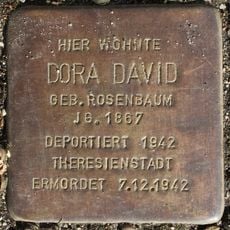 HIER WOHNTE
DORA DAVID
GEB. ROSENBAUM
JG. 1867
DEPORTIERT 1942
THERESIENSTADT
ERMORDET 7.12.1942